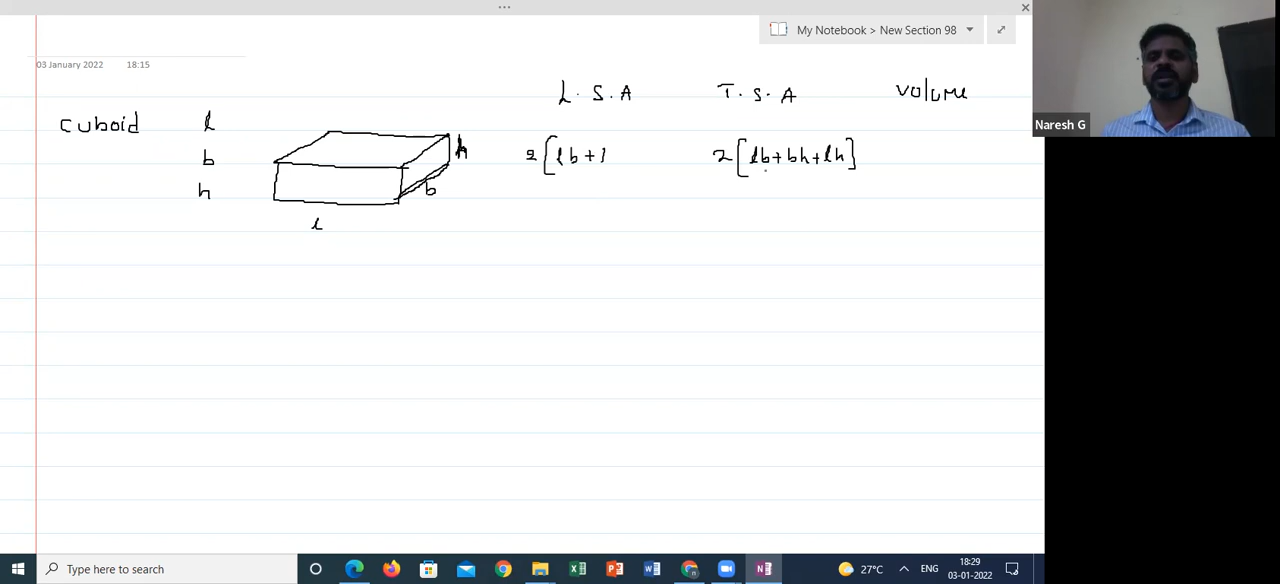 My Notebook > New Section 98
03 January 2022 18:15
L.S.A T.S.A volume
cuboid l
b
h
h
b
l
2[lb+l 2[lb+bh+lh]
Naresh G
Type here to search
27°C ENG 18:29
03-01-2022